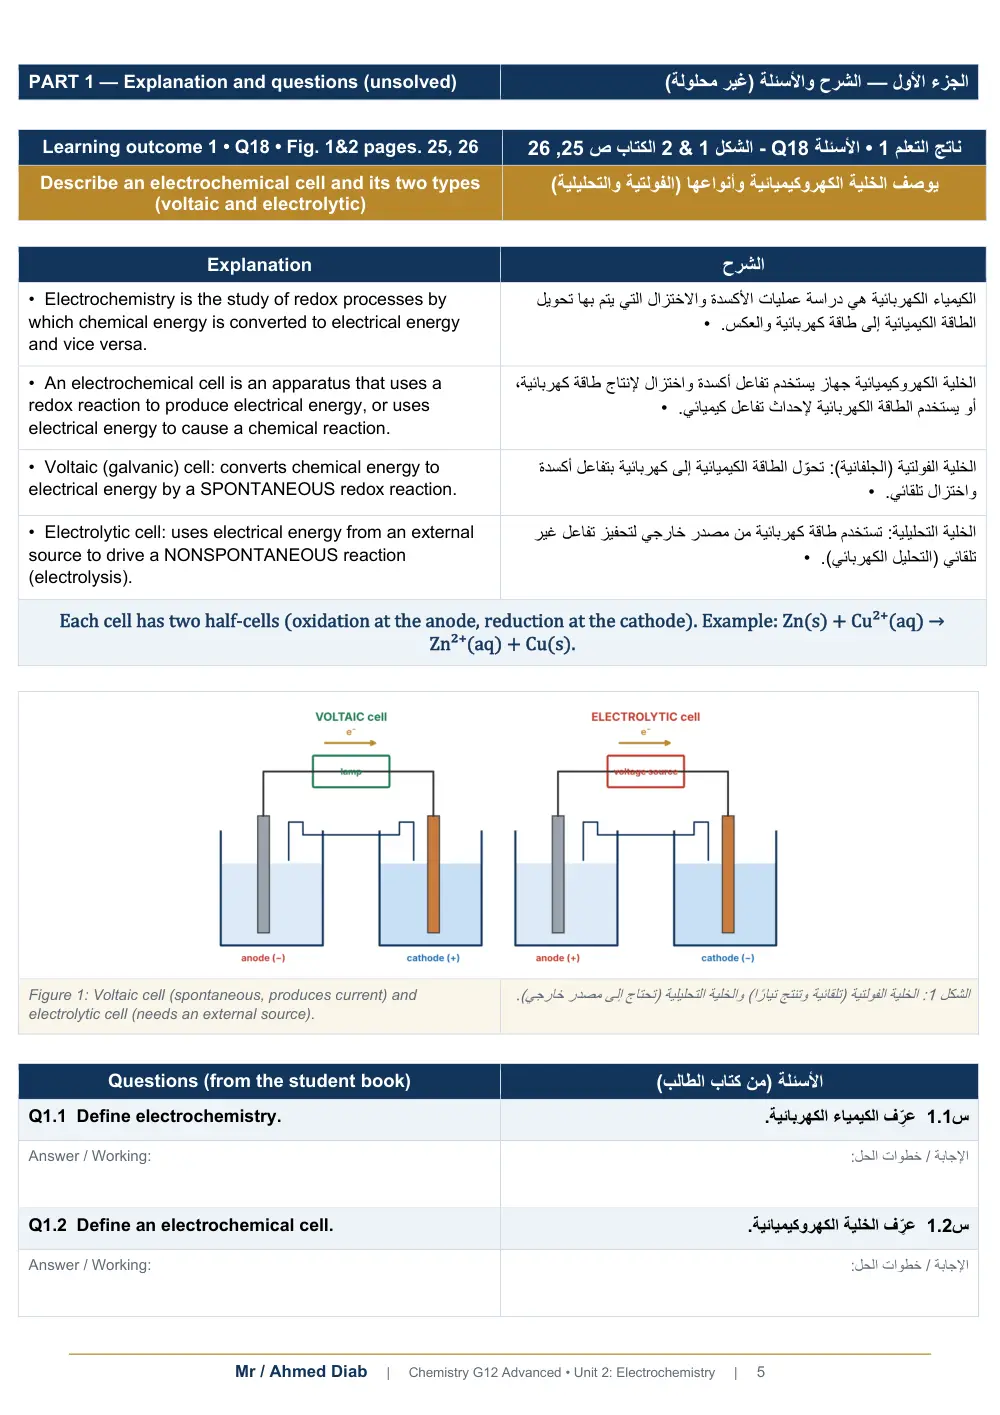 PART 1 — Explanation and questions (unsolved)
الجزء الأول — الشرح والأسئلة (غير محلولة)
Learning outcome 1 • Q18 • Fig. 1&2 pages. 25, 26
ناتج التعلم 1 • الأسئلة Q18 - الشكل 1 & 2 الكتاب ص 25, 26
Describe an electrochemical cell and its two types
(voltaic and electrolytic)
يوصف الخلية الكهروكيميائية وأنواعها (الفولتية والتحليلية)
Explanation
الشرح
• Electrochemistry is the study of redox processes by
which chemical energy is converted to electrical energy
and vice versa.
الكيمياء الكهربائية هي دراسة عمليات الأكسدة والاختزال التي يتم بها تحويل
الطاقة الكيميائية إلى طاقة كهربائية والعكس. •
• An electrochemical cell is an apparatus that uses a
redox reaction to produce electrical energy, or uses
electrical energy to cause a chemical reaction.
الخلية الكهروكيميائية جهاز يستخدم تفاعل أكسدة واختزال لإنتاج طاقة كهربائية،
أو يستخدم الطاقة الكهربائية لإحداث تفاعل كيميائي. •
• Voltaic (galvanic) cell: converts chemical energy to
electrical energy by a SPONTANEOUS redox reaction.
الخلية الفولتية (الجلفانية): تحوّل الطاقة الكيميائية إلى كهربائية بتفاعل أكسدة
واختزال تلقائي. •
• Electrolytic cell: uses electrical energy from an external
source to drive a NONSPONTANEOUS reaction
(electrolysis).
الخلية التحليلية: تستخدم طاقة كهربائية من مصدر خارجي لتحفيز تفاعل غير
تلقائي (التحليل الكهربائي). •
Each cell has two half-cells (oxidation at the anode, reduction at the cathode). Example: Zn(s) + Cu²⁺(aq) →
Zn²⁺(aq) + Cu(s).
VOLTAIC cell
e⁻
lamp
anode (−)
cathode (+)
ELECTROLYTIC cell
e⁻
voltage source
anode (+)
cathode (−)
Figure 1: Voltaic cell (spontaneous, produces current) and
electrolytic cell (needs an external source).
الشكل 1: الخلية الفولتية (تلقائية وتنتج تيارًا) والخلية التحليلية (تحتاج إلى مصدر خارجي).
Questions (from the student book)
الأسئلة (من كتاب الطالب)
Q1.1 Define electrochemistry.
س1.1 عرّف الكيمياء الكهربائية.
Answer / Working:
الإجابة / خطوات الحل:
Q1.2 Define an electrochemical cell.
س1.2 عرّف الخلية الكهروكيميائية.
Answer / Working:
الإجابة / خطوات الحل:
Mr / Ahmed Diab | Chemistry G12 Advanced • Unit 2: Electrochemistry | 5